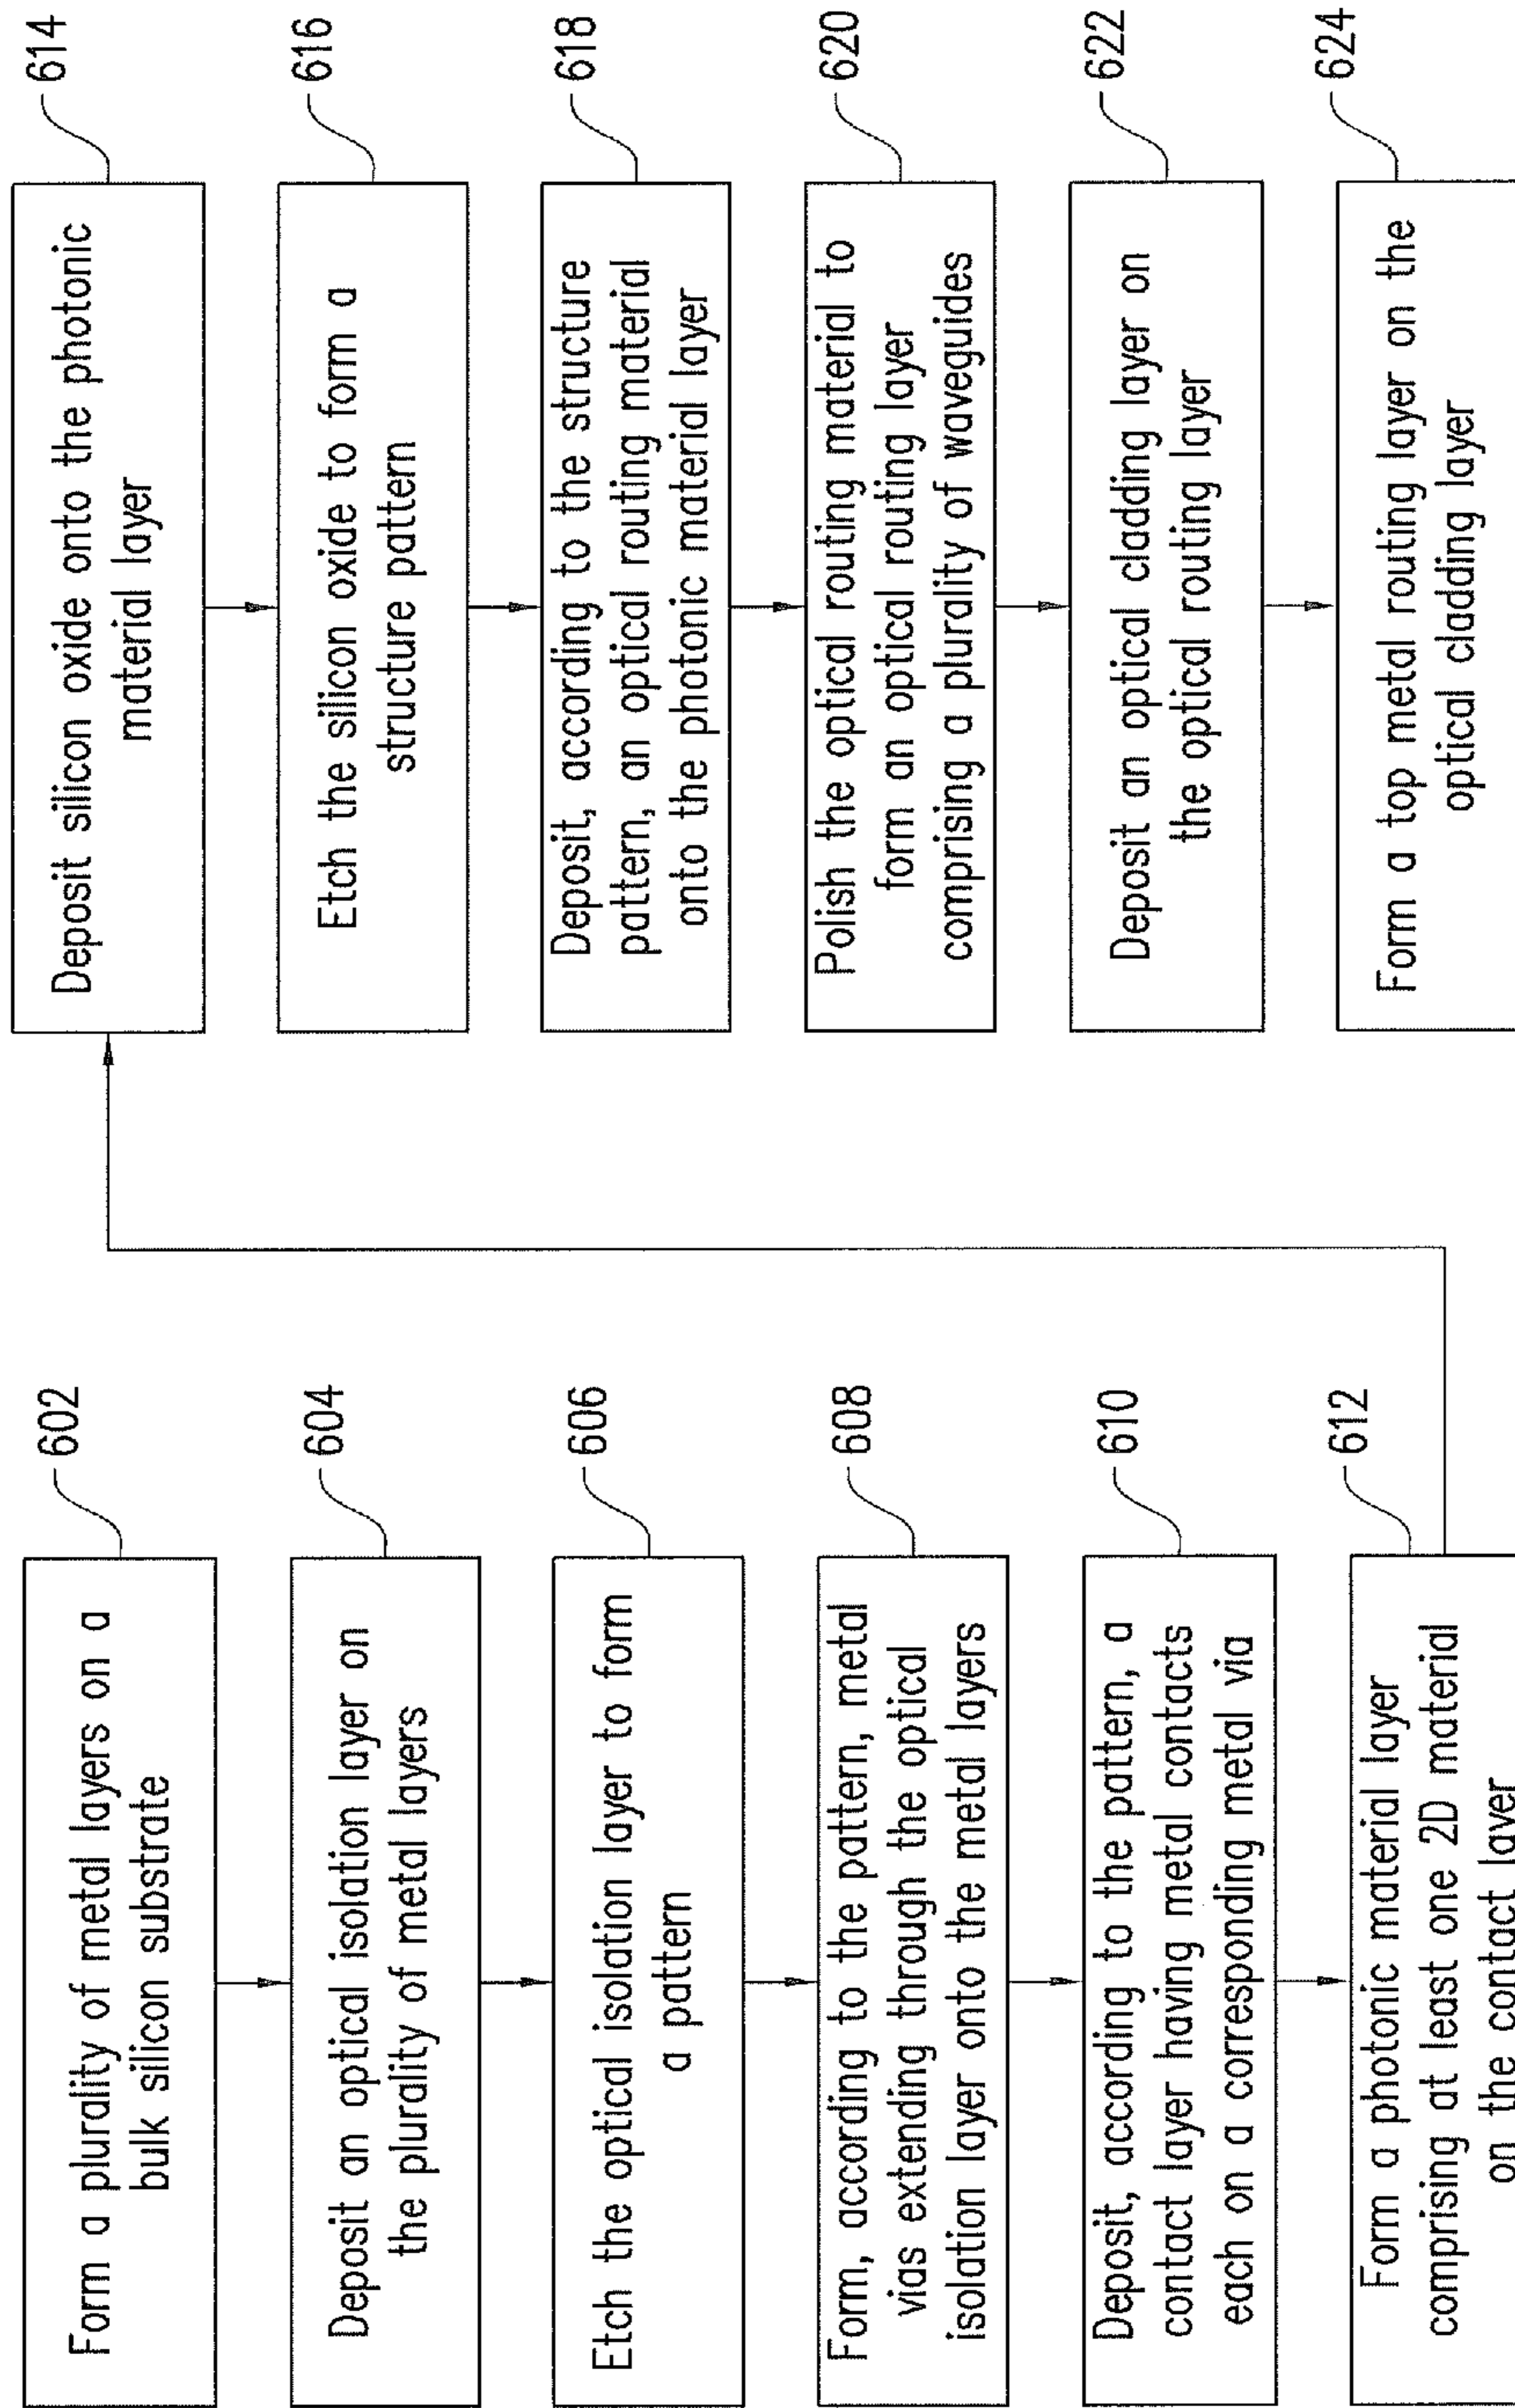 602
Form a plurality of metal layers on a
bulk silicon substrate
604
Deposit an optical isolation layer on
the plurality of metal layers
606
Etch the optical isolation layer to form
a pattern
608
Form, according to the pattern, metal
vias extending through the optical
isolation layer onto the metal layers
610
Deposit, according to the pattern, a
contact layer having metal contacts
each on a corresponding metal via
612
Form a photonic material layer
comprising at least one 2D material
on the contact layer
614
Deposit silicon oxide onto the photonic
material layer
616
Etch the silicon oxide to form a
structure pattern
618
Deposit, according to the structure
pattern, an optical routing material
onto the photonic material layer
620
Polish the optical routing material to
form an optical routing layer
comprising a plurality of waveguides
622
Deposit an optical cladding layer on
the optical routing layer
624
Form a top metal routing layer on the
optical cladding layer